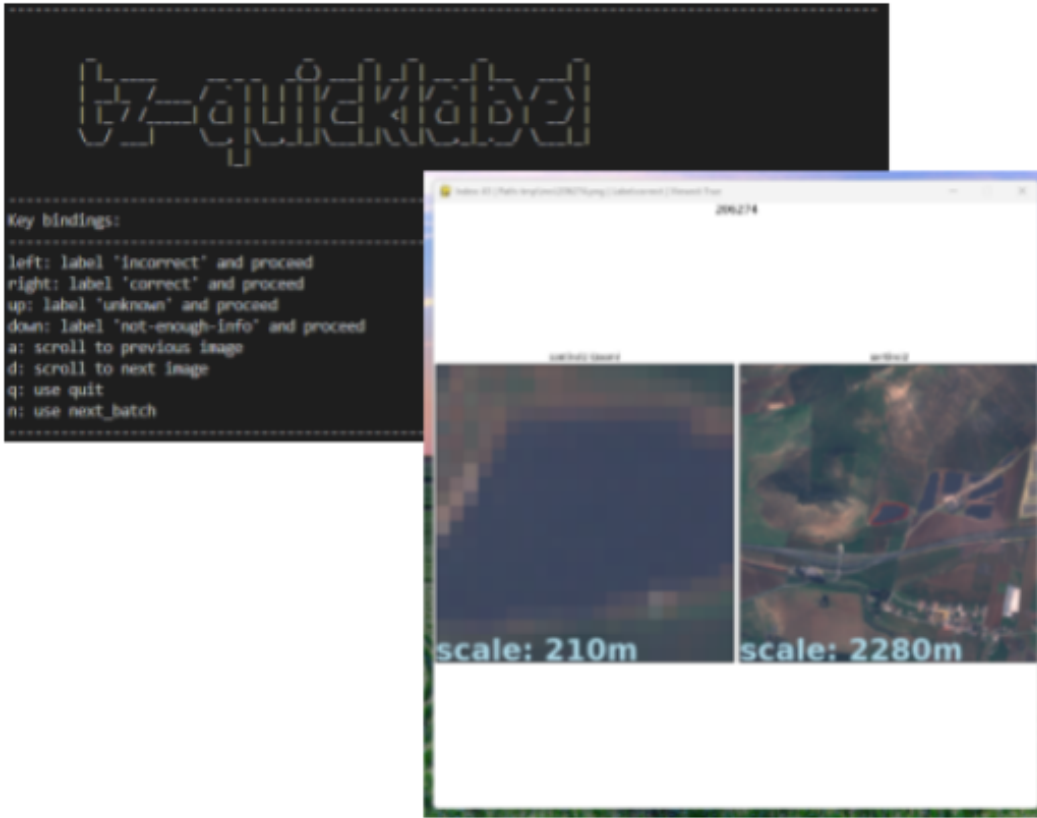 tz-quicklabel
Key bindings:
left: label 'incorrect' and proceed
right: label 'correct' and proceed
up: label 'unknown' and proceed
down: label 'not-enough-info' and proceed
a: scroll to previous image
d: scroll to next image
q: use quit
n: use next_batch
206274
scale: 210m
scale: 2280m